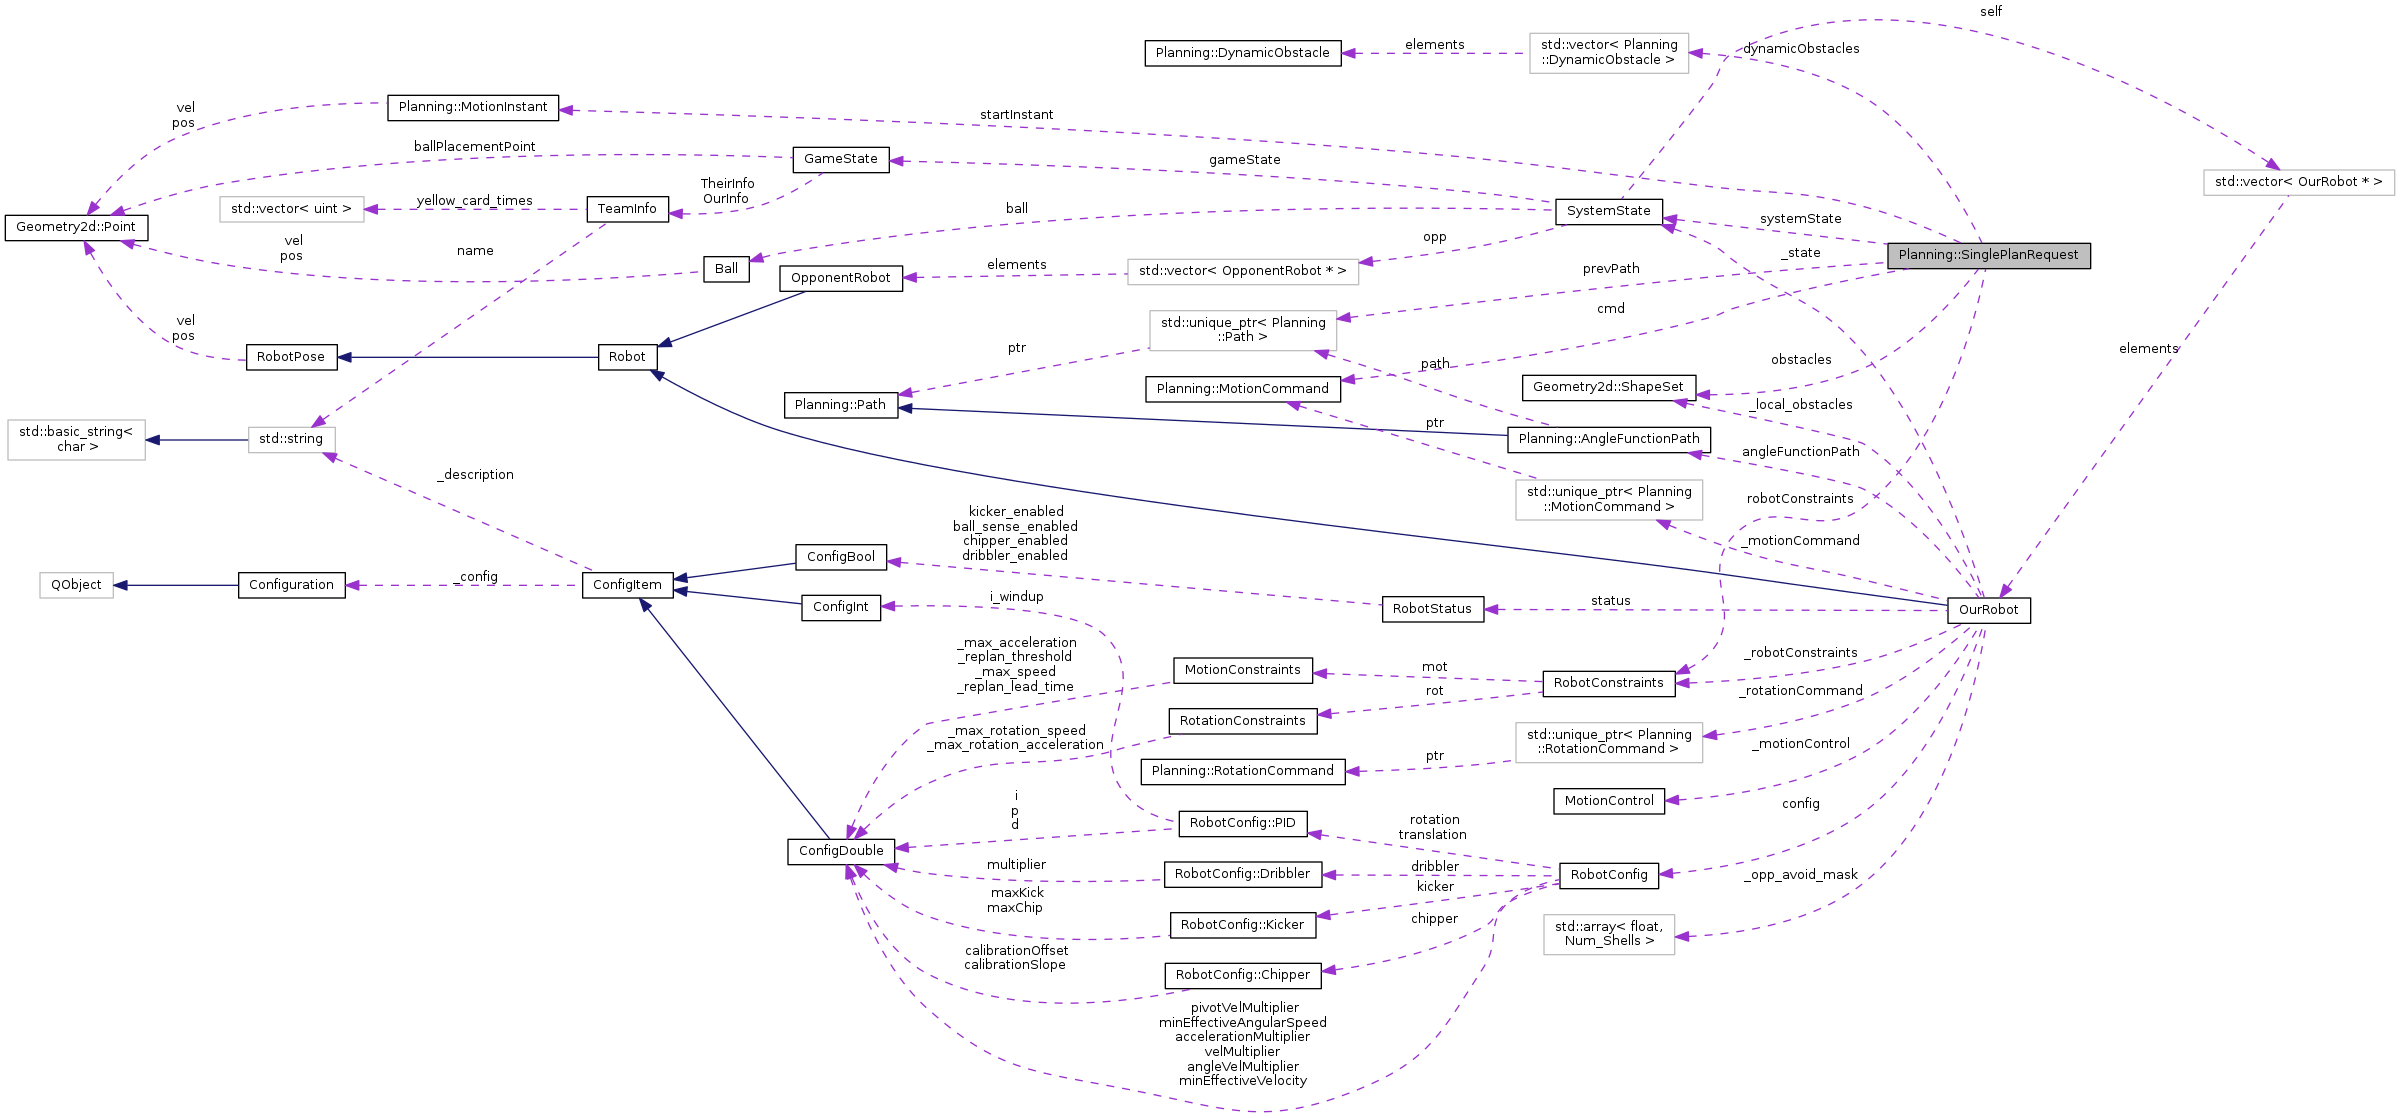 self
dynamicObstacles
elements
Planning::DynamicObstacle
std::vector< Planning
::DynamicObstacle >
vel
pos
Planning::MotionInstant
startInstant
ballPlacementPoint
GameState
gameState
std::vector< OurRobot * >
TheirInfo
OurInfo
yellow_card_times
std::vector< uint >
TeamInfo
ball
SystemState
systemState
Geometry2d::Point
vel
pos
name
opp
_state
Planning::SinglePlanRequest
Ball
OpponentRobot
elements
std::vector< OpponentRobot * >
prevPath
cmd
vel
pos
std::unique_ptr< Planning
::Path >
ptr
RobotPose
Robot
path
obstacles
elements
Planning::MotionCommand
Geometry2d::ShapeSet
Planning::Path
_local_obstacles
ptr
std::basic_string<
char >
std::string
Planning::AngleFunctionPath
angleFunctionPath
_description
std::unique_ptr< Planning
::MotionCommand >
robotConstraints
kicker_enabled
ball_sense_enabled
chipper_enabled
dribbler_enabled
_motionCommand
ConfigBool
QObject
Configuration
_config
ConfigItem
ConfigInt
i_windup
RobotStatus
status
OurRobot
_max_acceleration
_replan_threshold
_max_speed
_replan_lead_time
MotionConstraints
mot
RobotConstraints
_robotConstraints
rot
_rotationCommand
RotationConstraints
_max_rotation_speed
_max_rotation_acceleration
std::unique_ptr< Planning
::RotationCommand >
_motionControl
Planning::RotationCommand
ptr
MotionControl
i
p
d
RobotConfig::PID
rotation
translation
config
ConfigDouble
multiplier
RobotConfig::Dribbler
dribbler
RobotConfig
_opp_avoid_mask
kicker
maxKick
maxChip
RobotConfig::Kicker
chipper
std::array< float,
Num_Shells >
calibrationOffset
calibrationSlope
RobotConfig::Chipper
pivotVelMultiplier
minEffectiveAngularSpeed
accelerationMultiplier
velMultiplier
angleVelMultiplier
minEffectiveVelocity